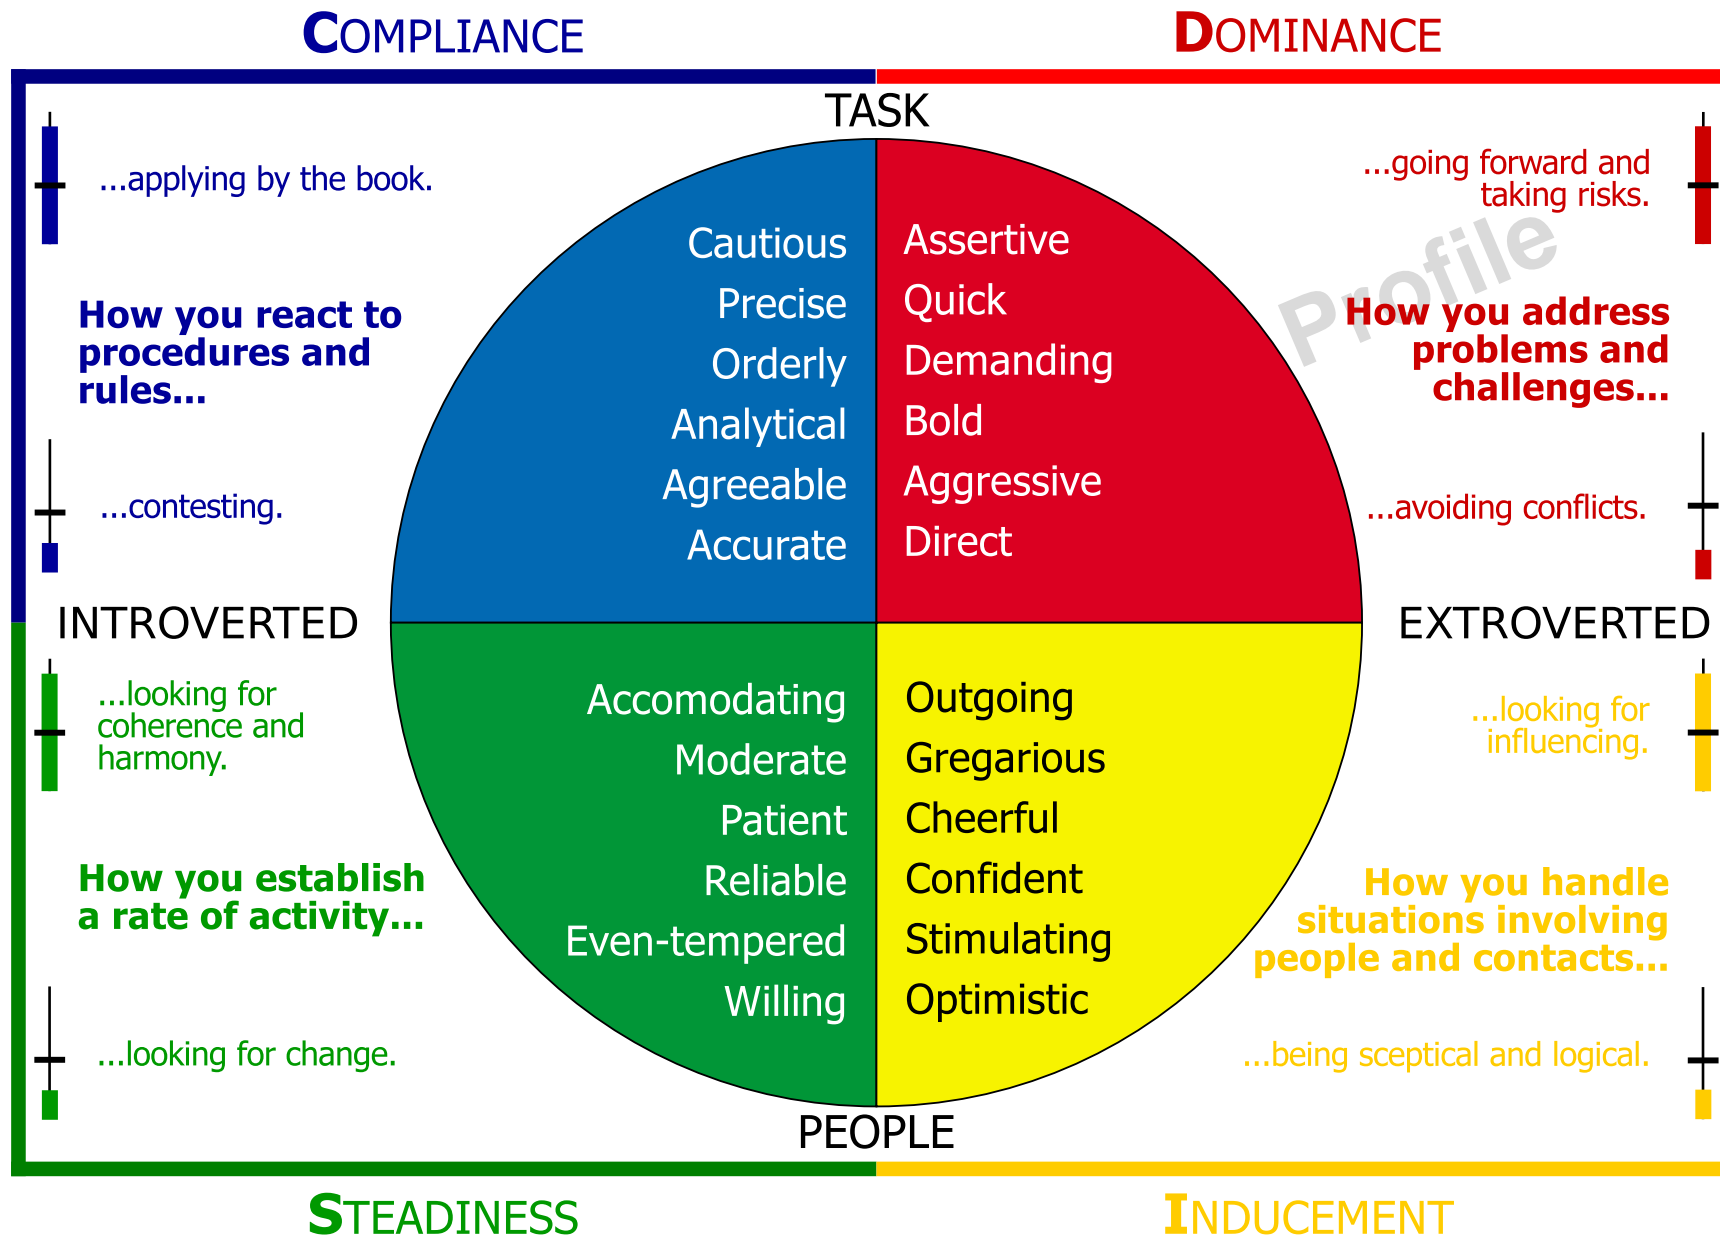 COMPLIANCE
DOMINANCE
TASK
...applying by the book.
...going forward and
taking risks.
Profile
How you react to
procedures and
rules...
How you address
problems and
challenges...
...contesting.
...avoiding conflicts.
Cautious
Precise
Orderly
Analytical
Agreeable
Accurate
Assertive
Quick
Demanding
Bold
Aggressive
Direct
INTROVERTED
EXTROVERTED
...looking for
coherence and
harmony.
How you establish
a rate of activity...
...looking for change.
Accomodating
Moderate
Patient
Reliable
Even-tempered
Willing
Outgoing
Gregarious
Cheerful
Confident
Stimulating
Optimistic
...looking for
influencing.
How you handle
situations involving
people and contacts...
...being sceptical and logical.
PEOPLE
STEADINESS
INDUCEMENT